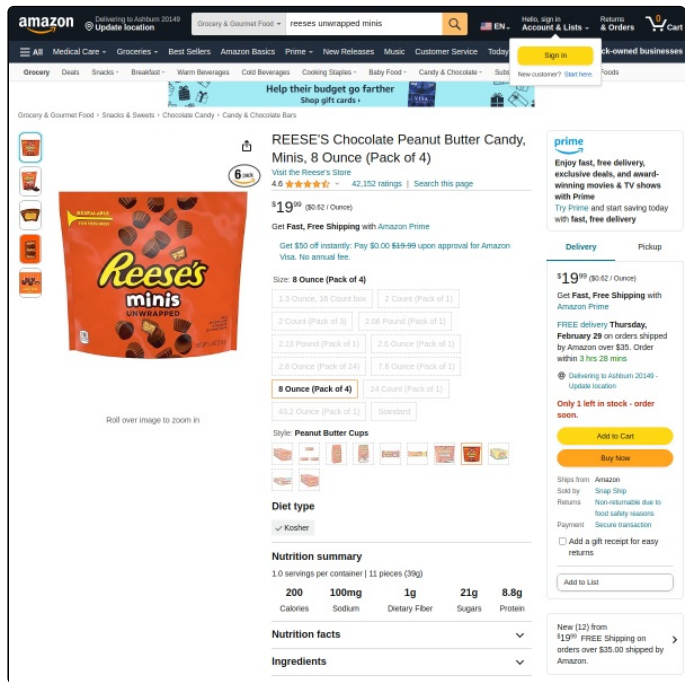 amazon
Delivering to Ashburn 20149
Update location
Grocery & Gourmet Food
reeses unwrapped minis
EN
Hello, sign in
Account & Lists
Returns
& Orders
0
Cart
All
Medical Care
Groceries
Best Sellers
Amazon Basics
Prime
New Releases
Music
Customer Service
Today
ck-owned businesses
Sign in
New customer? Start here.
Grocery
Deals
Snacks
Breakfast
Warm Beverages
Cold Beverages
Cooking Staples
Baby Food
Candy & Chocolate
Subs
Foods
Help their budget go farther
Shop gift cards ›
VISA
Grocery & Gourmet Food › Snacks & Sweets › Chocolate Candy › Candy & Chocolate Bars
6 pack
Reese's
minis
UNWRAPPED
Roll over image to zoom in
REESE'S Chocolate Peanut Butter Candy,
Minis, 8 Ounce (Pack of 4)
Visit the Reese's Store
4.6
42,152 ratings | Search this page
$19.99 ($0.62 / Ounce)
Get Fast, Free Shipping with Amazon Prime
Get $50 off instantly: Pay $0.00 $19.99 upon approval for Amazon
Visa. No annual fee.
Size: 8 Ounce (Pack of 4)
1.3 Ounce, 16 Count box
2 Count (Pack of 1)
2 Count (Pack of 3)
2.06 Pound (Pack of 1)
2.13 Pound (Pack of 1)
2.6 Ounce (Pack of 1)
2.8 Ounce (Pack of 24)
7.6 Ounce (Pack of 1)
8 Ounce (Pack of 4)
24 Count (Pack of 1)
43.2 Ounce (Pack of 1)
Standard
Style: Peanut Butter Cups
Diet type
Kosher
Nutrition summary
1.0 servings per container | 11 pieces (39g)
200 100mg 1g 21g 8.8g
Calories Sodium Dietary Fiber Sugars Protein
Nutrition facts
Ingredients
prime
Enjoy fast, free delivery,
exclusive deals, and award-
winning movies & TV shows
with Prime
Try Prime and start saving today
with fast, free delivery
Delivery
Pickup
$19.99 ($0.62 / Ounce)
Get Fast, Free Shipping with
Amazon Prime
FREE delivery Thursday,
February 29 on orders shipped
by Amazon over $35. Order
within 3 hrs 28 mins
Delivering to Ashburn 20149 -
Update location
Only 1 left in stock - order
soon.
Add to Cart
Buy Now
Ships from Amazon
Sold by Snap Ship
Returns Non-returnable due to
food safety reasons
Payment Secure transaction
Add a gift receipt for easy
returns
Add to List
New (12) from
$19.99 FREE Shipping on
orders over $35.00 shipped by
Amazon.